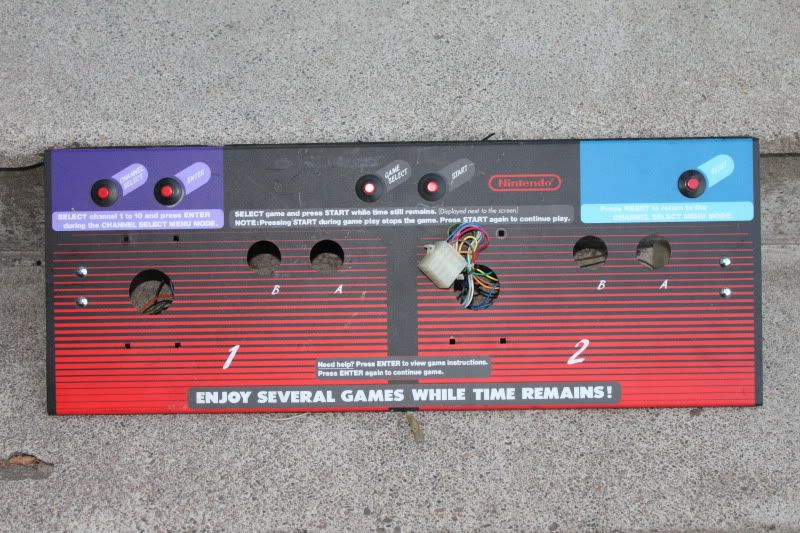 CHANNEL
SELECT
ENTER
GAME
SELECT
START
Nintendo
RESET
SELECT channel 1 to 10 and press ENTER
during the CHANNEL SELECT MENU MODE.
SELECT game and press START while time still remains. (Displayed next to the screen)
NOTE:Pressing START during game play stops the game. Press START again to continue play.
Press RESET to return to the
CHANNEL SELECT MENU MODE.
B
A
B
A
1
2
Need help? Press ENTER to view game instructions.
Press ENTER again to continue game.
ENJOY SEVERAL GAMES WHILE TIME REMAINS!